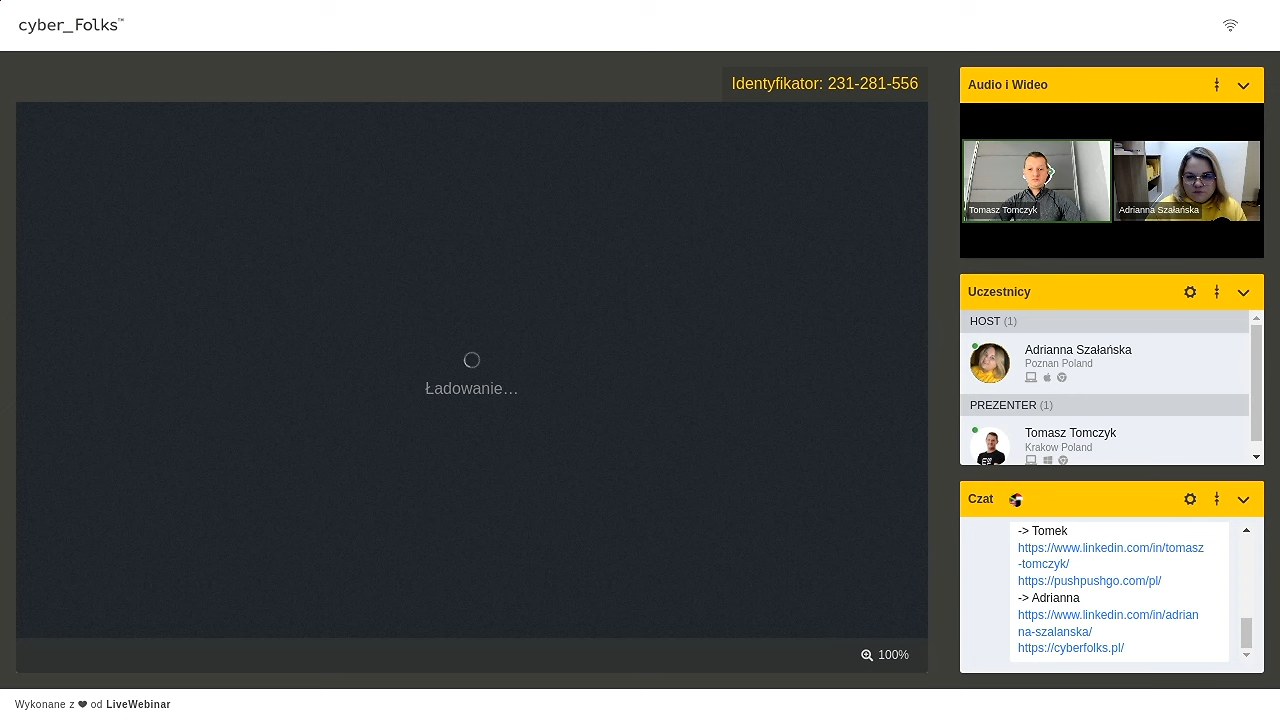 cyber_Folks™
Identyfikator: 231-281-556
Ładowanie…
100%
Audio i Wideo
Tomasz Tomczyk
Adrianna Szałańska
Uczestnicy
HOST (1)
Adrianna Szałańska
Poznan Poland
PREZENTER (1)
Tomasz Tomczyk
Krakow Poland
Czat
-> Tomek
https://www.linkedin.com/in/tomasz
-tomczyk/
https://pushpushgo.com/pl/
-> Adrianna
https://www.linkedin.com/in/adrian
na-szalanska/
https://cyberfolks.pl/
Wykonane z ❤ od LiveWebinar